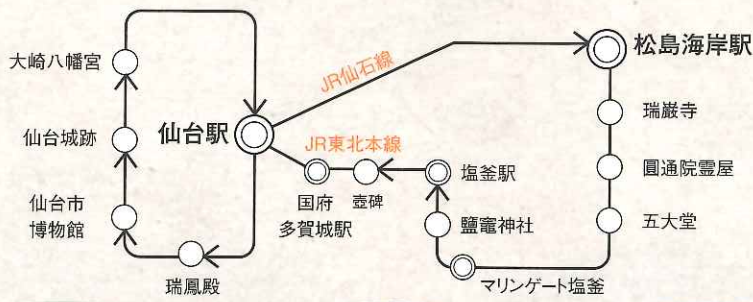 大崎八幡宮
仙台城跡
仙台市
博物館
瑞鳳殿
仙台駅
JR仙石線
JR東北本線
国府
多賀城駅
壺碑
塩釜駅
鹽竈神社
マリンゲート塩釜
松島海岸駅
瑞巌寺
圓通院霊屋
五大堂